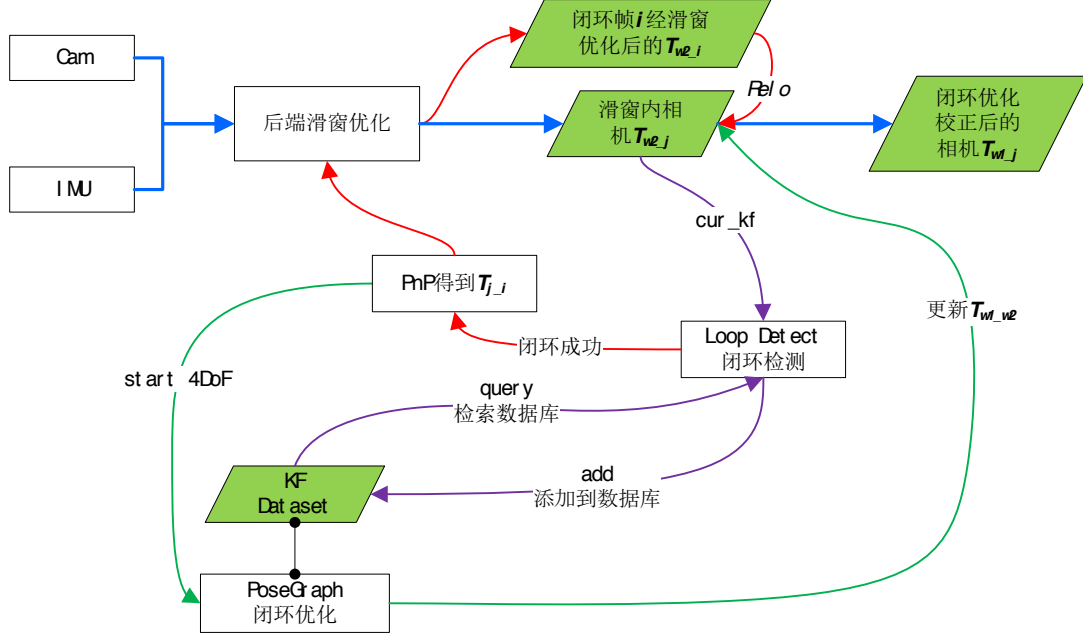 Cam
IMU
后端滑窗优化
闭环帧i经滑窗
优化后的Tw2_i
Relo
滑窗内相
机Tw2_j
闭环优化
校正后的
相机Tw1_j
cur_kf
PnP得到Tj_i
更新Tw1_w2
Loop Detect
闭环检测
闭环成功
start 4DoF
query
检索数据库
KF
Dataset
add
添加到数据库
PoseGraph
闭环优化